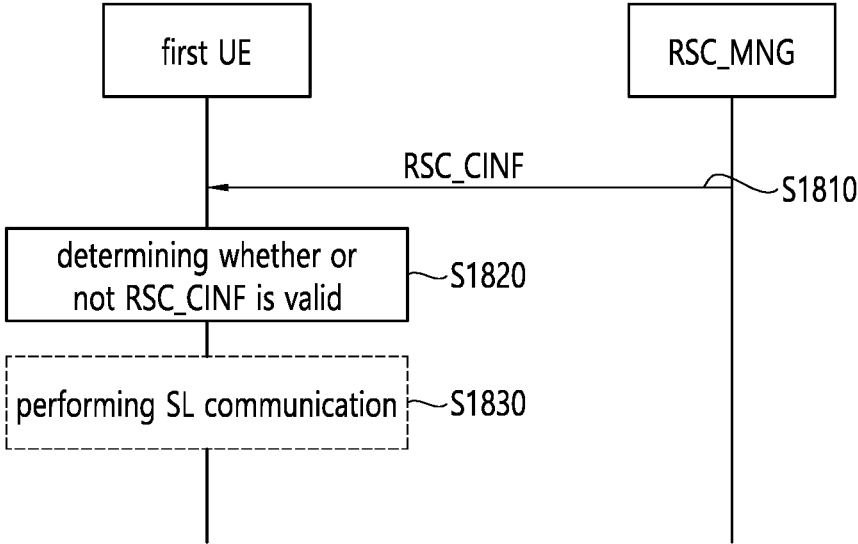 first UE
RSC_MNG
RSC_CINF
S1810
determining whether or
not RSC_CINF is valid
S1820
performing SL communication
S1830